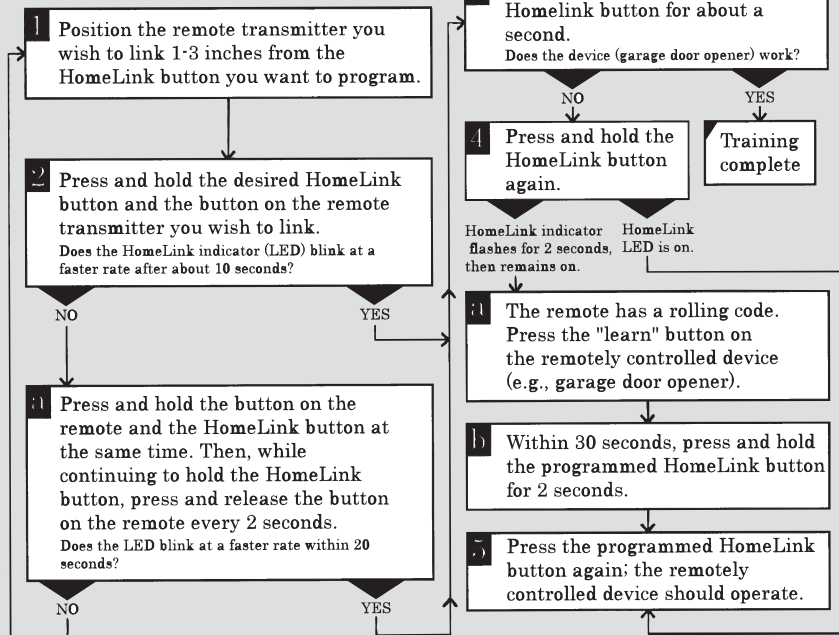 1
Position the remote transmitter you
wish to link 1-3 inches from the
HomeLink button you want to program.
2
Press and hold the desired HomeLink
button and the button on the remote
transmitter you wish to link.
Does the HomeLink indicator (LED) blink at a
faster rate after about 10 seconds?
NO
YES
a
Press and hold the button on the
remote and the HomeLink button at
the same time. Then, while
continuing to hold the HomeLink
button, press and release the button
on the remote every 2 seconds.
Does the LED blink at a faster rate within 20
seconds?
NO
YES
Homelink button for about a
second.
Does the device (garage door opener) work?
NO
YES
4
Press and hold the
HomeLink button
again.
Training
complete
HomeLink indicator
flashes for 2 seconds,
then remains on.
HomeLink
LED is on.
a
The remote has a rolling code.
Press the "learn" button on
the remotely controlled device
(e.g., garage door opener).
b
Within 30 seconds, press and hold
the programmed HomeLink button
for 2 seconds.
5
Press the programmed HomeLink
button again; the remotely
controlled device should operate.